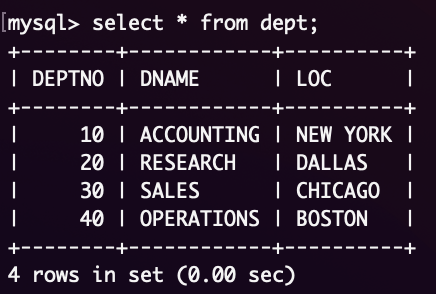 [mysql> select * from dept;
+--------+------------+----------+
| DEPTNO | DNAME      | LOC      |
+--------+------------+----------+
|     10 | ACCOUNTING | NEW YORK |
|     20 | RESEARCH   | DALLAS   |
|     30 | SALES      | CHICAGO  |
|     40 | OPERATIONS | BOSTON   |
+--------+------------+----------+
4 rows in set (0.00 sec)